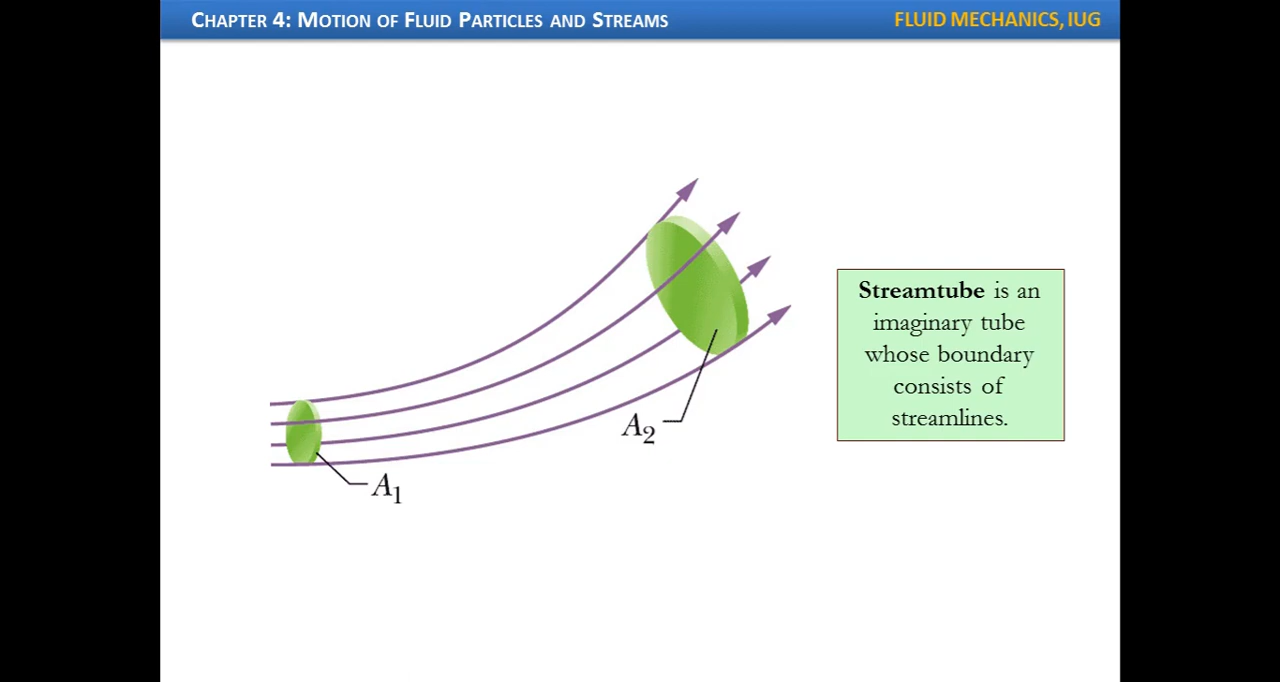 CHAPTER 4: MOTION OF FLUID PARTICLES AND STREAMS
FLUID MECHANICS, IUG
Streamtube is an
imaginary tube
whose boundary
consists of
streamlines.
A2
A1